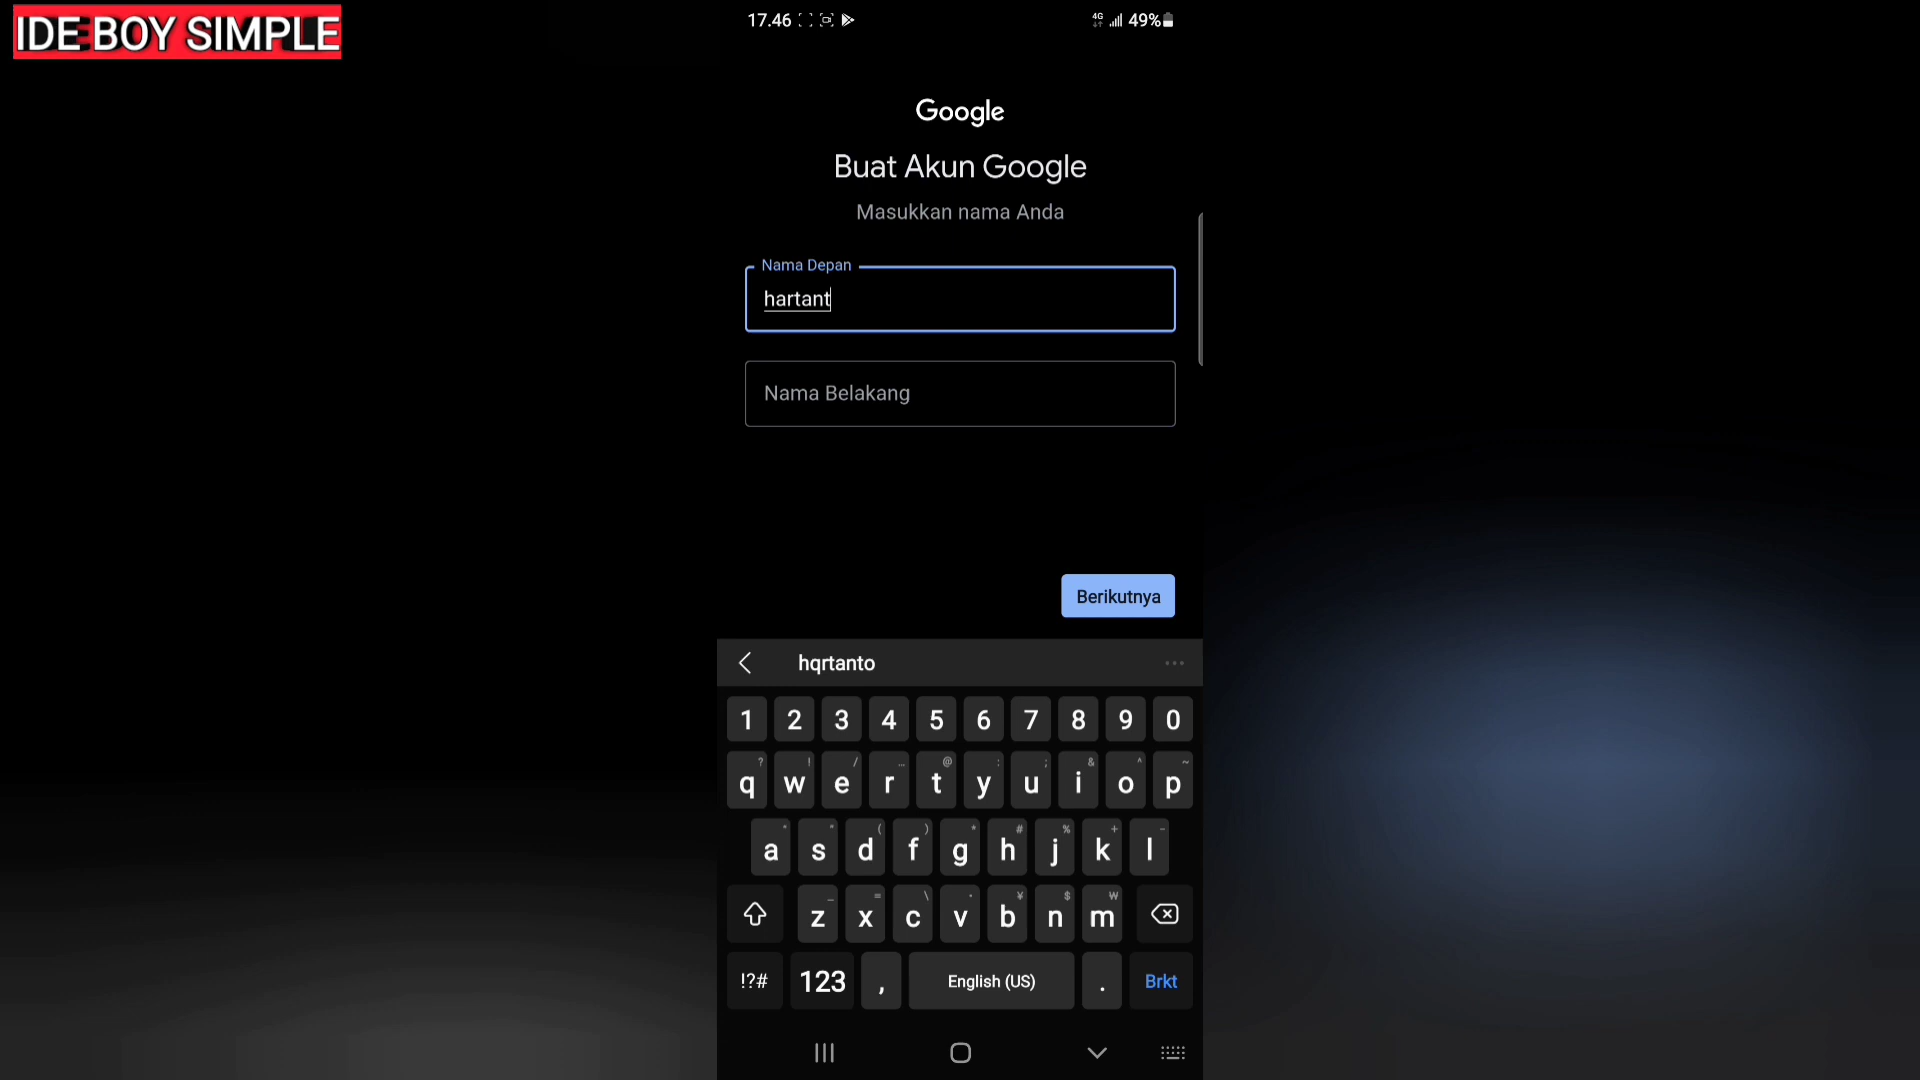 IDE BOY SIMPLE
17.46 4G 49%
Google
Buat Akun Google
Masukkan nama Anda
Nama Depan
hartant
Nama Belakang
Berikutnya
hqrtanto
1 2 3 4 5 6 7 8 9 0
q w e r t y u i o p
a s d f g h j k l
z x c v b n m
!?# 123 , English (US) . Brkt